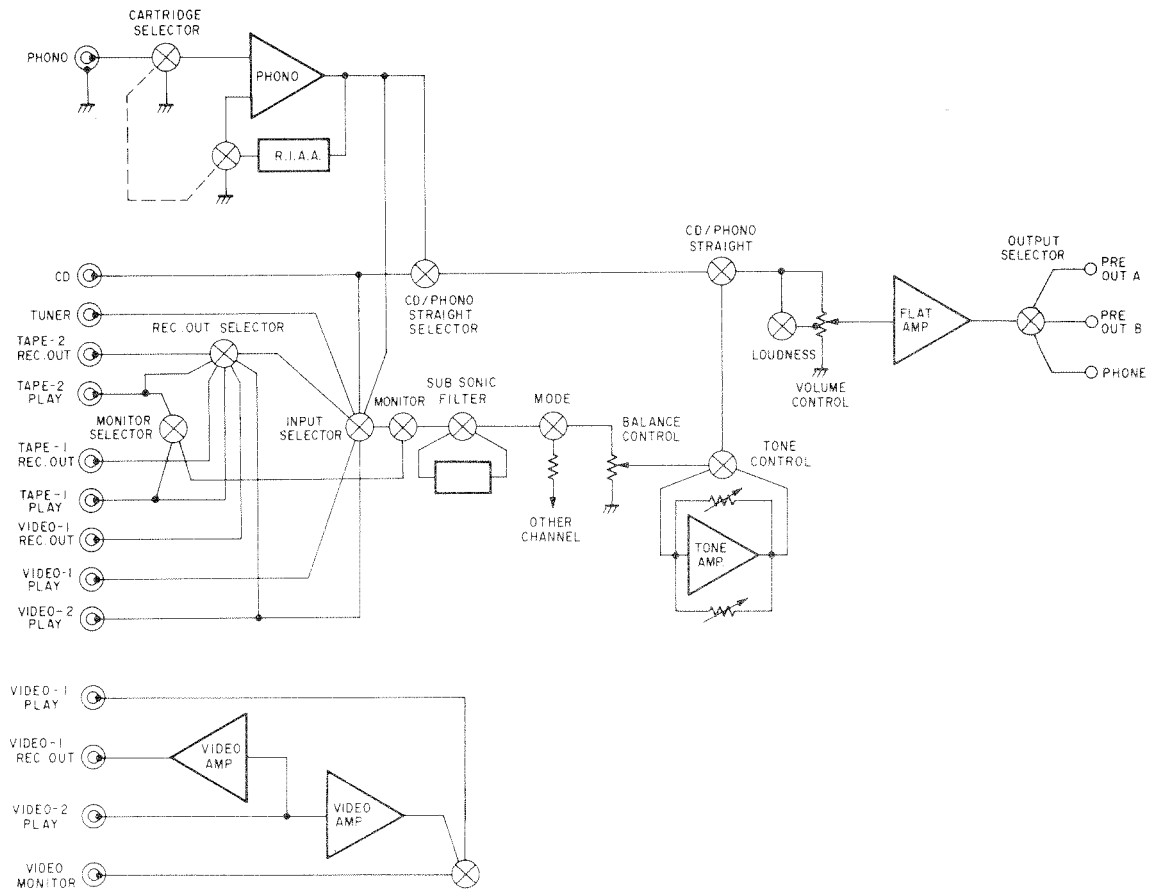 CARTRIDGE
SELECTOR
PHONO
PHONO
R.I.A.A.
CD
CD/PHONO
STRAIGHT
SELECTOR
CD/PHONO
STRAIGHT
OUTPUT
SELECTOR
PRE
OUT A
PRE
OUT B
PHONE
FLAT
AMP
LOUDNESS
VOLUME
CONTROL
TUNER
REC.OUT SELECTOR
TAPE-2
REC.OUT
TAPE-2
PLAY
MONITOR
SELECTOR
INPUT
SELECTOR
MONITOR
SUB SONIC
FILTER
MODE
BALANCE
CONTROL
TONE
CONTROL
OTHER
CHANNEL
TONE
AMP
TAPE-1
REC.OUT
TAPE-1
PLAY
VIDEO-1
REC.OUT
VIDEO-1
PLAY
VIDEO-2
PLAY
VIDEO-1
PLAY
VIDEO-1
REC OUT
VIDEO
AMP
VIDEO-2
PLAY
VIDEO
AMP
VIDEO
MONITOR